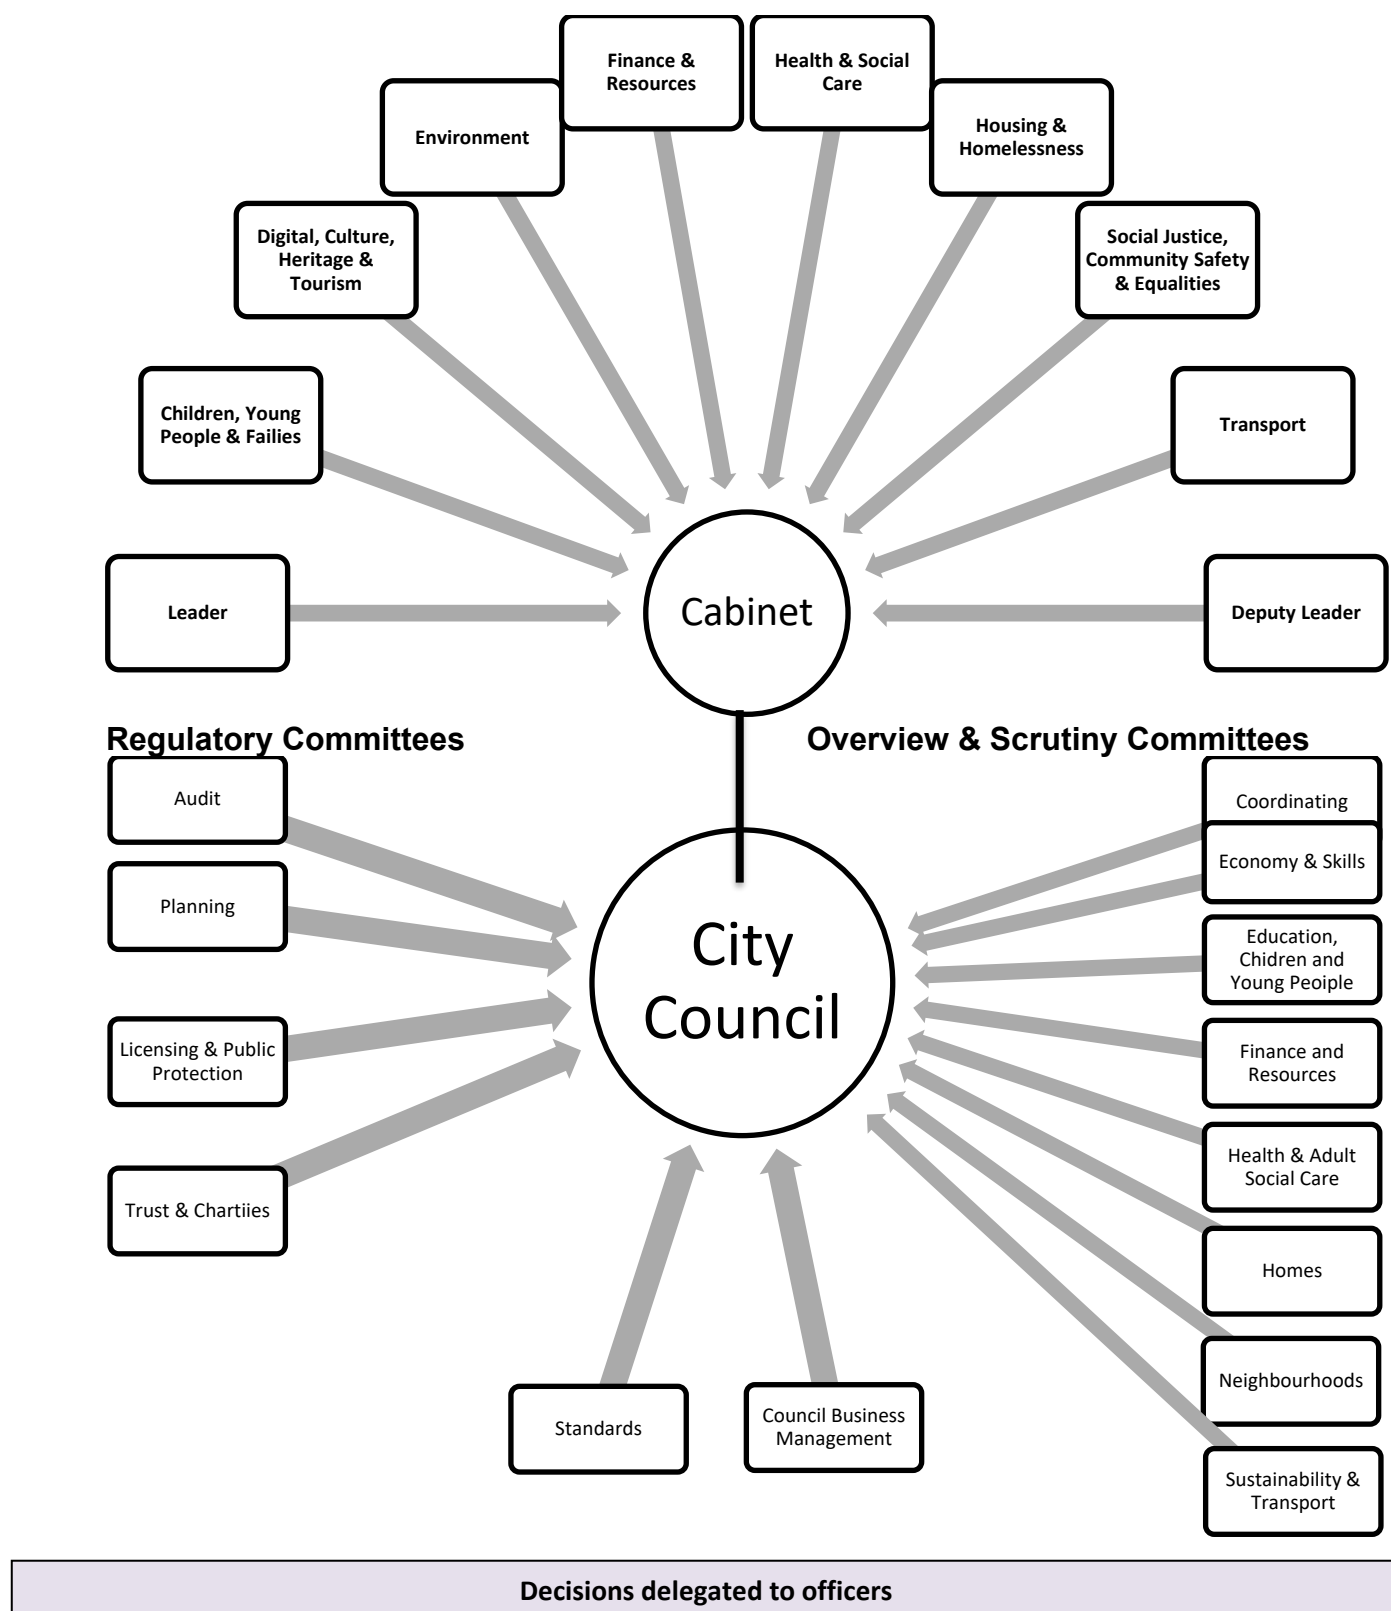 Finance &
Resources
Health & Social
Care
Environment
Housing &
Homelessness
Digital, Culture,
Heritage &
Tourism
Social Justice,
Community Safety
& Equalities
Children, Young
People & Failies
Transport
Leader
Cabinet
Deputy Leader
Regulatory Committees
Overview & Scrutiny Committees
Audit
Planning
Licensing & Public
Protection
Trust & Chartiies
City
Council
Coordinating
Economy & Skills
Education,
Chidren and
Young Peoiple
Finance and
Resources
Health & Adult
Social Care
Homes
Neighbourhoods
Sustainability &
Transport
Standards
Council Business
Management
Decisions delegated to officers